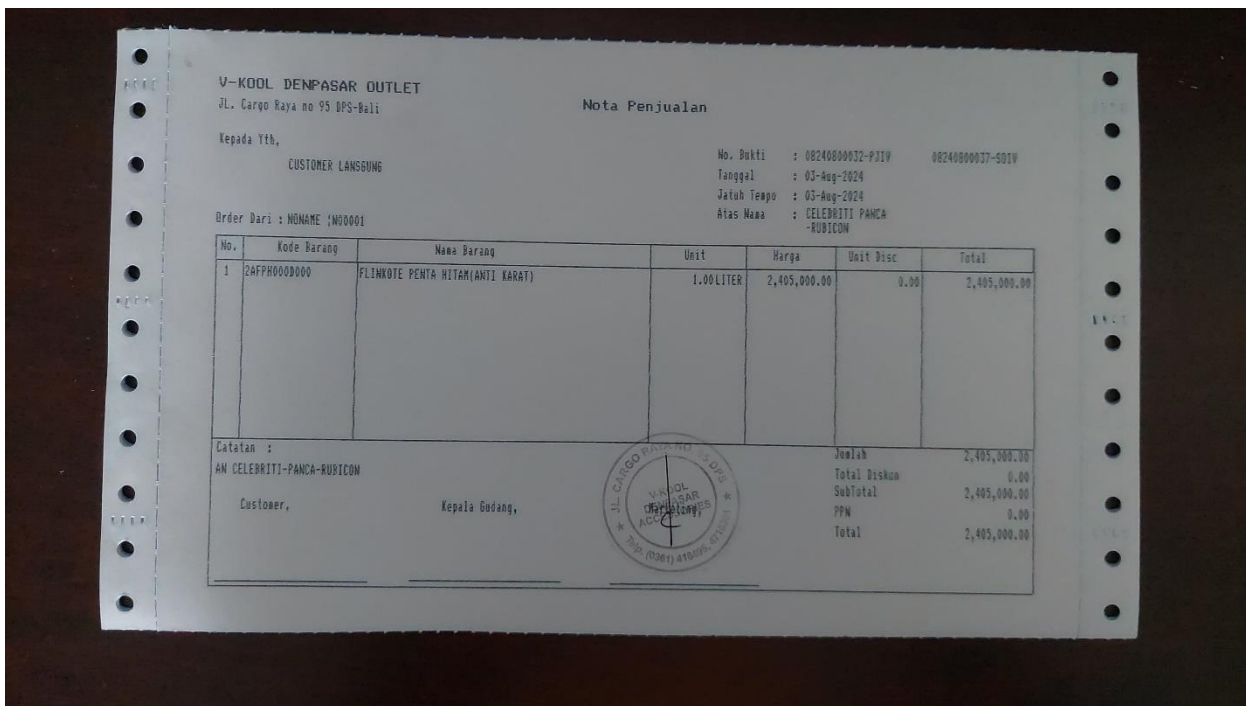 V-KOOL DENPASAR OUTLET
JL. Cargo Raya no 95 DPS-Bali
Nota Penjualan
Kepada Yth,
CUSTOMER LANSGUNG
No. Bukti : 08240800032-PJIV 08240800037-SOIV
Tanggal : 03-Aug-2024
Jatuh Tempo : 03-Aug-2024
Atas Nama : CELEBRITI PANCA
-RUBICON
Order Dari : NONAME ;N00001
No. Kode Barang Nama Barang Unit Harga Unit Disc Total
1 2AFPH000D000 FLINKOTE PENTA HITAM(ANTI KARAT) 1.00 LITER 2,405,000.00 0.00 2,405,000.00
Catatan :
AN CELEBRITI-PANCA-RUBICON
Jumlah 2,405,000.00
Total Diskon 0.00
SubTotal 2,405,000.00
PPN 0.00
Total 2,405,000.00
Customer, Kepala Gudang, Marketing,
JL. CARGO RAYA NO. 95 DPS
V-KOOL
DENPASAR
ACCESSORIES
Telp. (0361)